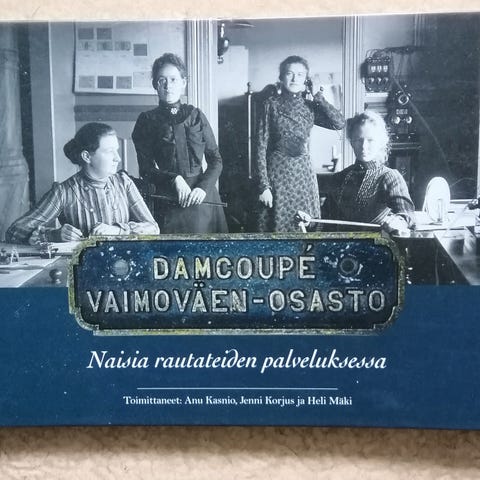 DAMCOUPÉ
VAIMOVÄEN-OSASTO
Naisia rautateiden palveluksessa
Toimittaneet: Anu Kasnio, Jenni Korjus ja Heli Mäki